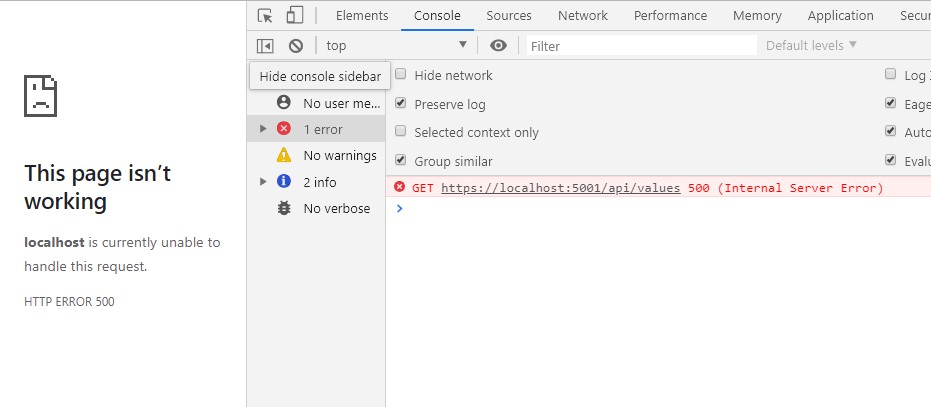 Elements Console Sources Network Performance Memory Application Secur
top Filter Default levels
Hide console sidebar
Hide network
Log
No user me...
Preserve log
Eage
1 error
Selected context only
Auto
No warnings
Group similar
Evalu
2 info
No verbose
GET https://localhost:5001/api/values 500 (Internal Server Error)
This page isn't
working
localhost is currently unable to
handle this request.
HTTP ERROR 500